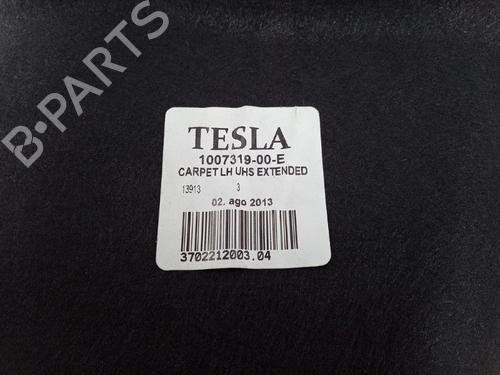 B-PARTS
TESLA
1007319-00-E
CARPET LH UHS EXTENDED
13913 3
02. ago 2013
3702212003.04